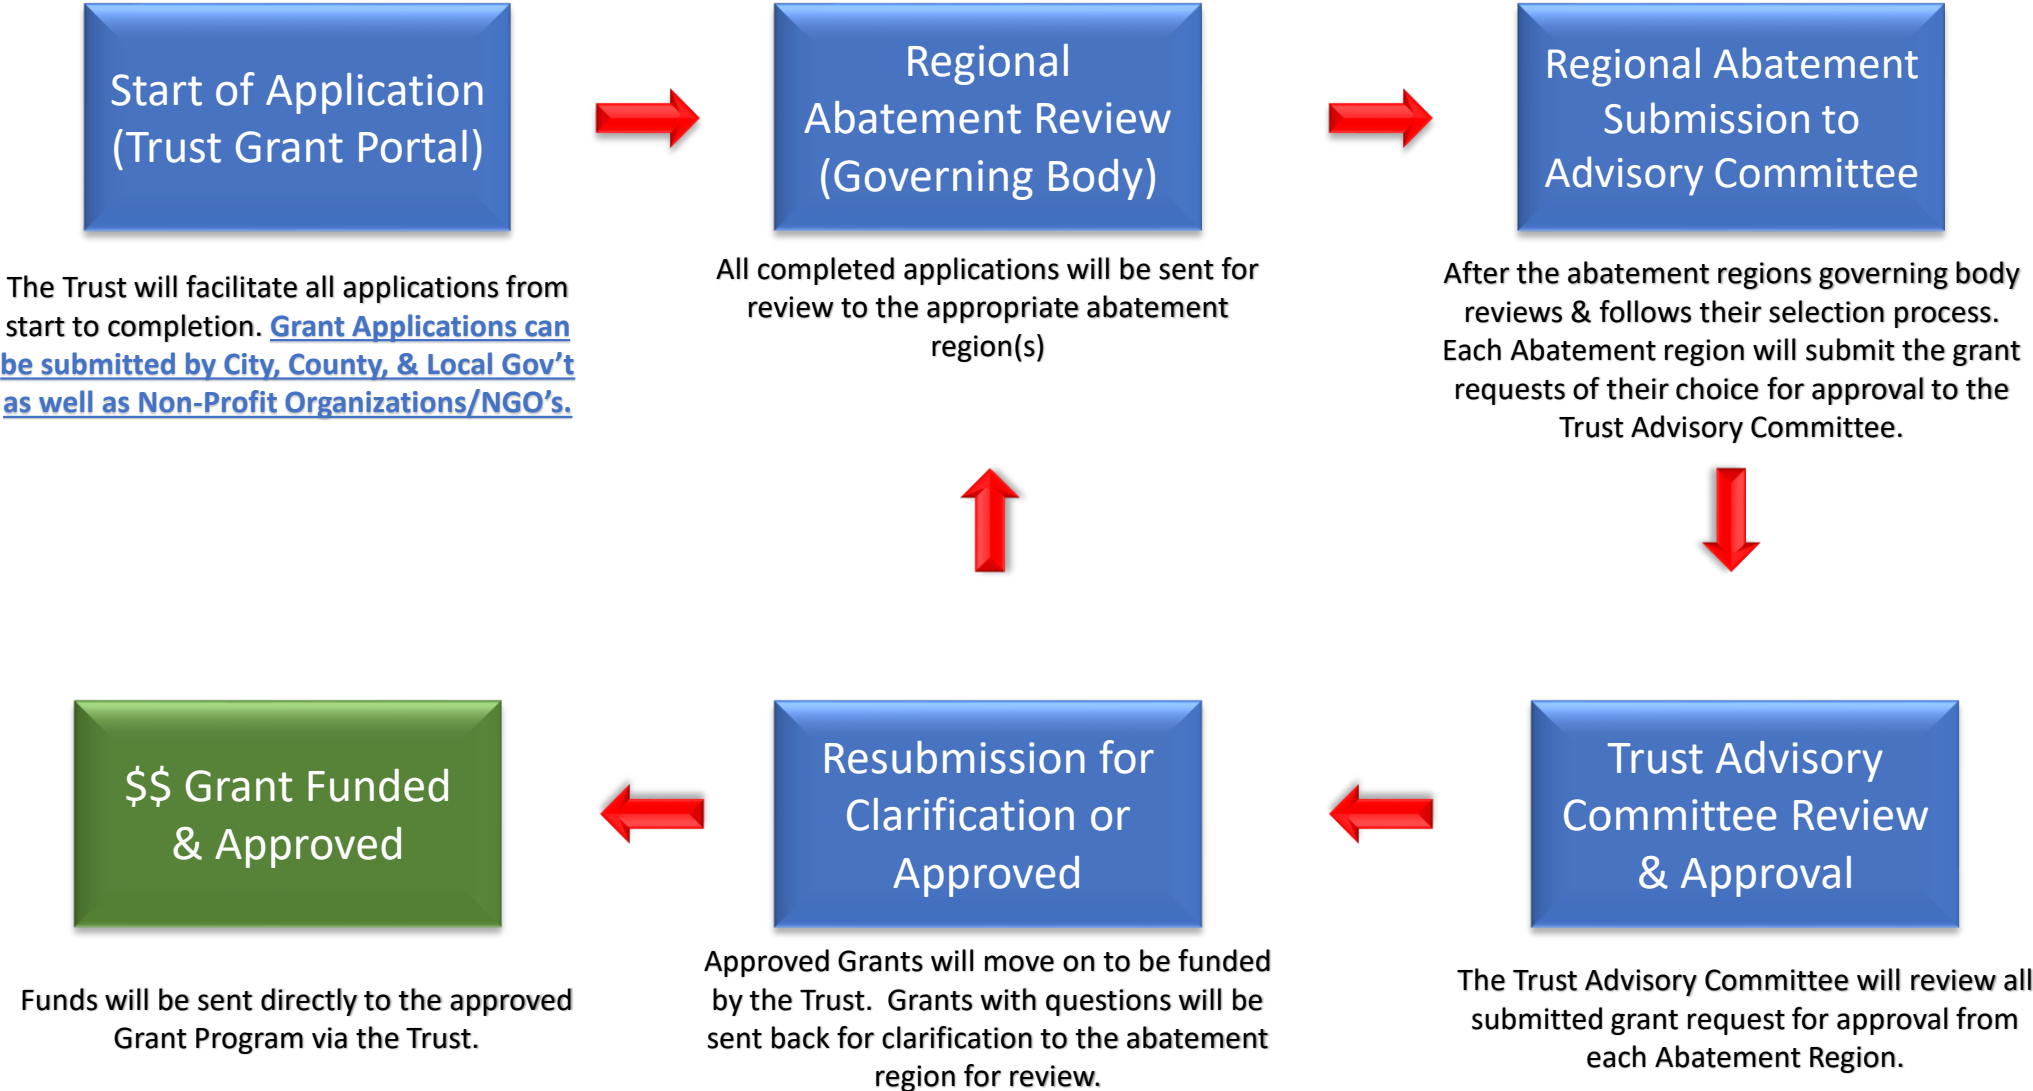 Start of Application
(Trust Grant Portal)
The Trust will facilitate all applications from
start to completion. Grant Applications can
be submitted by City, County, & Local Gov’t
as well as Non-Profit Organizations/NGO’s.
Regional
Abatement Review
(Governing Body)
All completed applications will be sent for
review to the appropriate abatement
region(s)
Regional Abatement
Submission to
Advisory Committee
After the abatement regions governing body
reviews & follows their selection process.
Each Abatement region will submit the grant
requests of their choice for approval to the
Trust Advisory Committee.
Trust Advisory
Committee Review
& Approval
The Trust Advisory Committee will review all
submitted grant request for approval from
each Abatement Region.
Resubmission for
Clarification or
Approved
Approved Grants will move on to be funded
by the Trust.  Grants with questions will be
sent back for clarification to the abatement
region for review.
$$ Grant Funded
& Approved
Funds will be sent directly to the approved
Grant Program via the Trust.